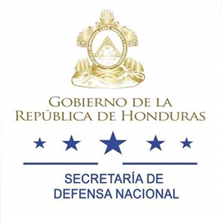 GOBIERNO DE LA
REPÚBLICA DE HONDURAS
SECRETARÍA DE
DEFENSA NACIONAL